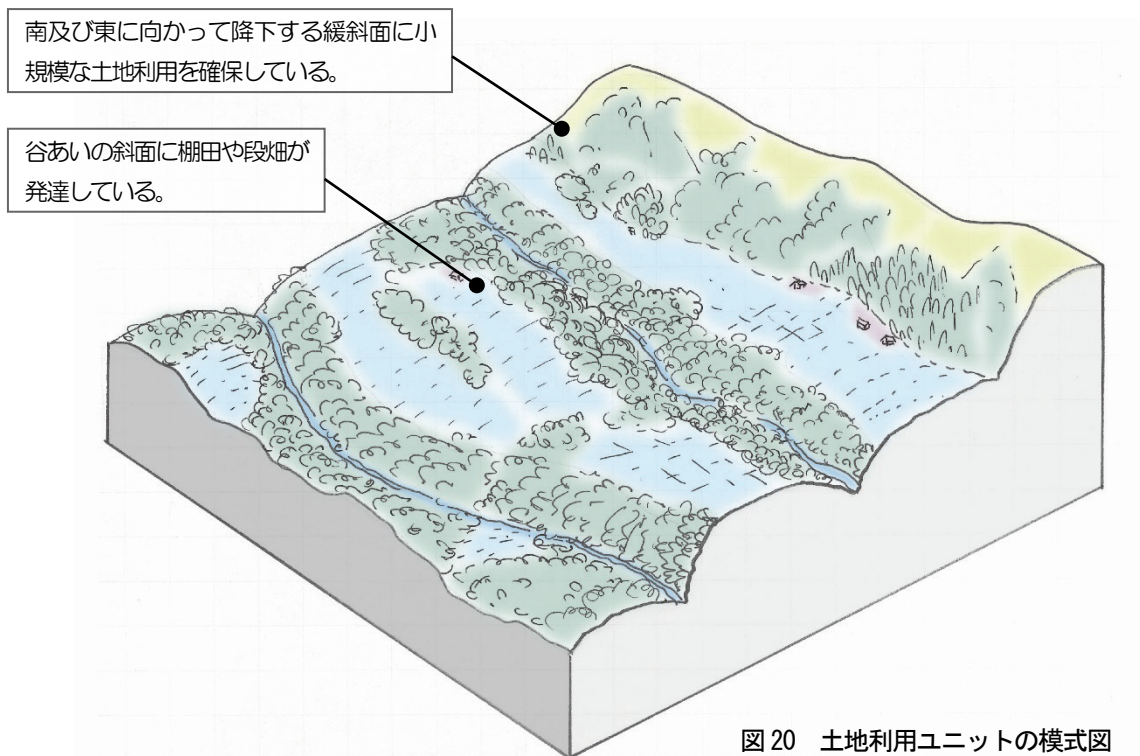 南及び東に向かって降下する緩斜面に小
規模な土地利用を確保している。
谷あいの斜面に棚田や段畑が
発達している。
図20 土地利用ユニットの模式図